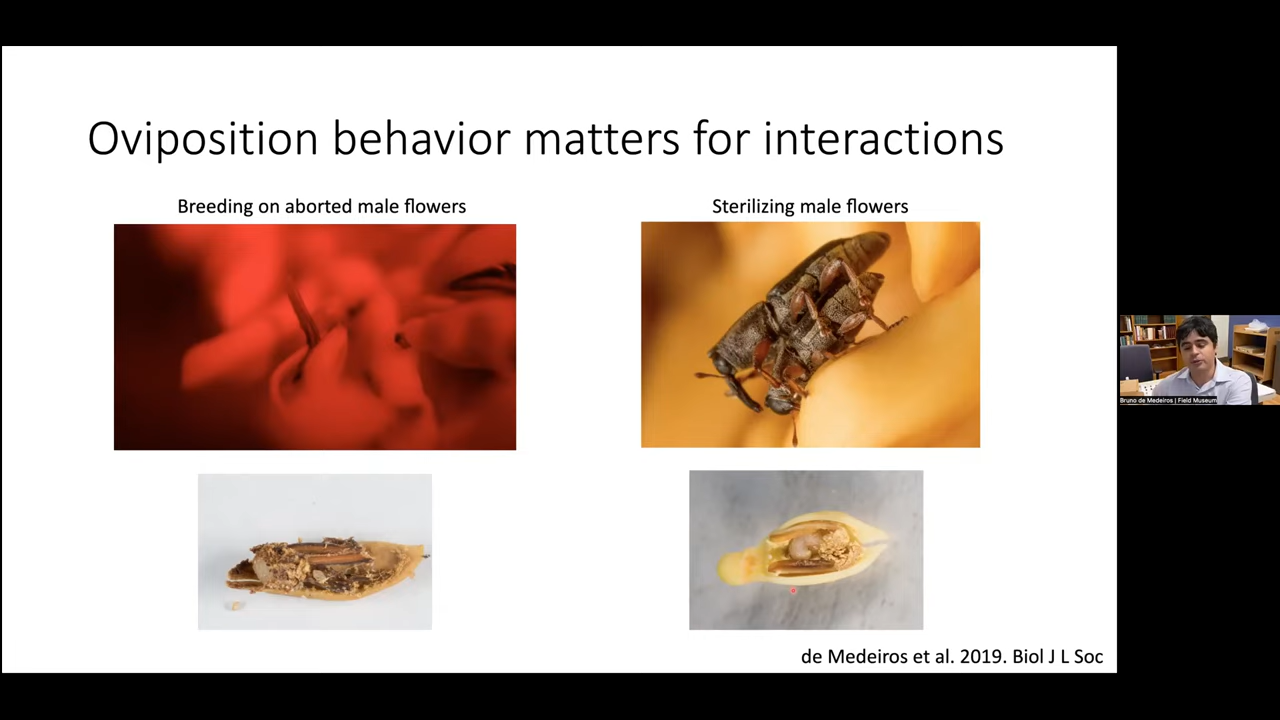 Oviposition behavior matters for interactions
Breeding on aborted male flowers
Sterilizing male flowers
Bruno de Medeiros | Field Museum
de Medeiros et al. 2019. Biol J L Soc